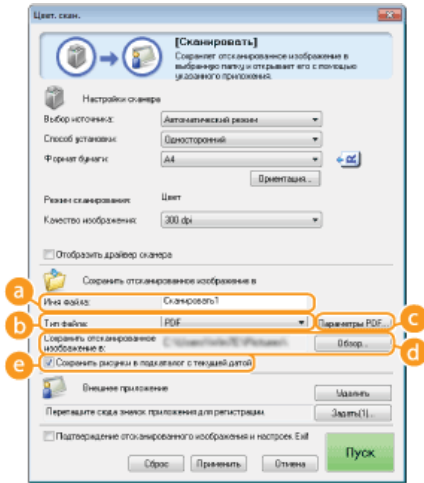 Цвет. скан.
[Сканировать]
Сохраняет отсканированное изображение в
выбранную папку и открывает его с помощью
указанного приложения.
Настройки сканера
Выбор источника: Автоматический режим
Способ установки: Односторонний
Формат бумаги: A4
Ориентация...
Режим сканирования: Цвет
Качество изображения: 300 dpi
Отобразить драйвер сканера
Сохранить отсканированное изображение в
a
Имя файла: Сканировать1
b
Тип файла: PDF Параметры PDF...
c
Сохранить отсканированное
изображение в: Обзор...
d
e
Сохранить рисунки в подкаталог с текущей датой
Внешнее приложение
Удалить
Перетащите сюда значок приложения для регистрации. Задать(1)...
Подтверждение отсканированного изображения и настроек Exif
Сброс Применить Отмена Пуск